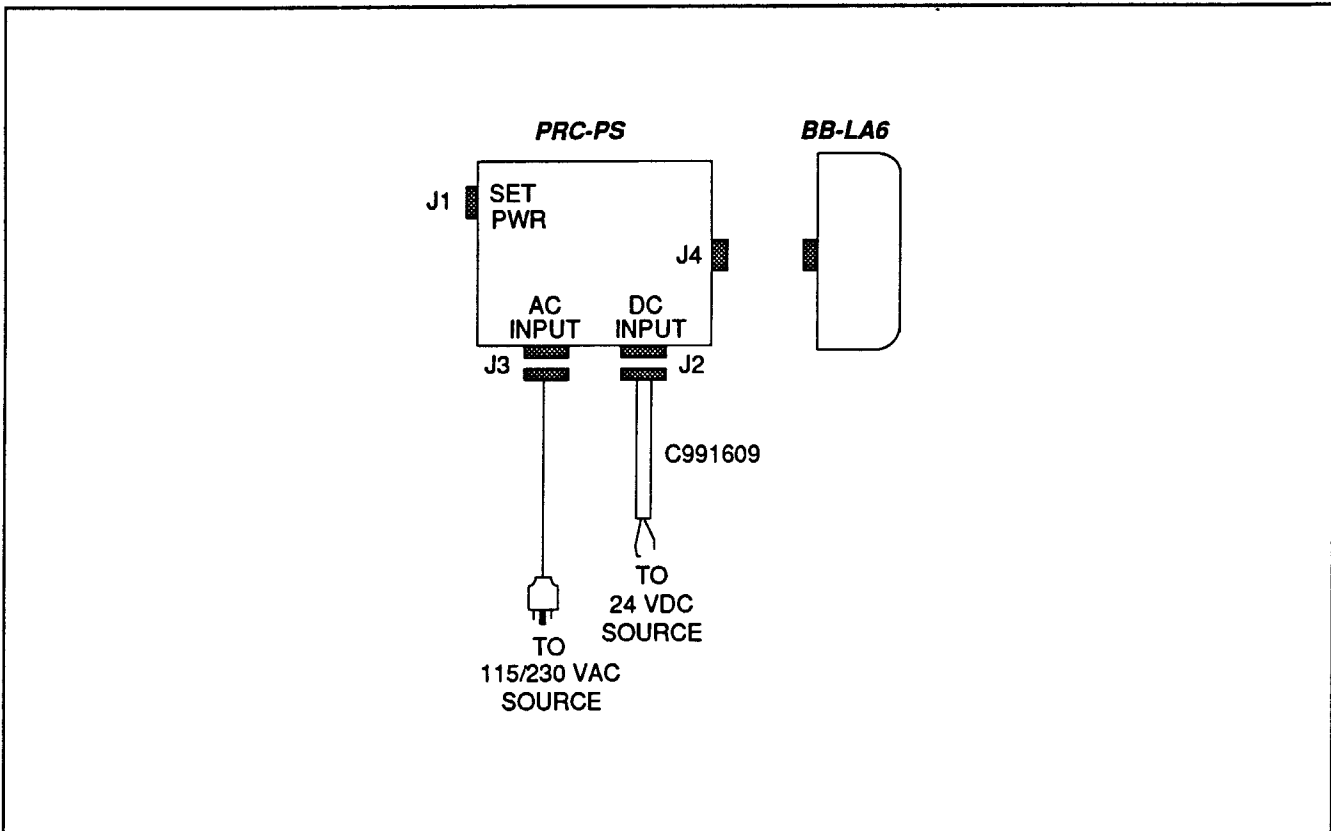 PRC-PS
BB-LA6
J1
SET
PWR
J4
AC
INPUT
DC
INPUT
J3
J2
C991609
TO
24 VDC
SOURCE
TO
115/230 VAC
SOURCE